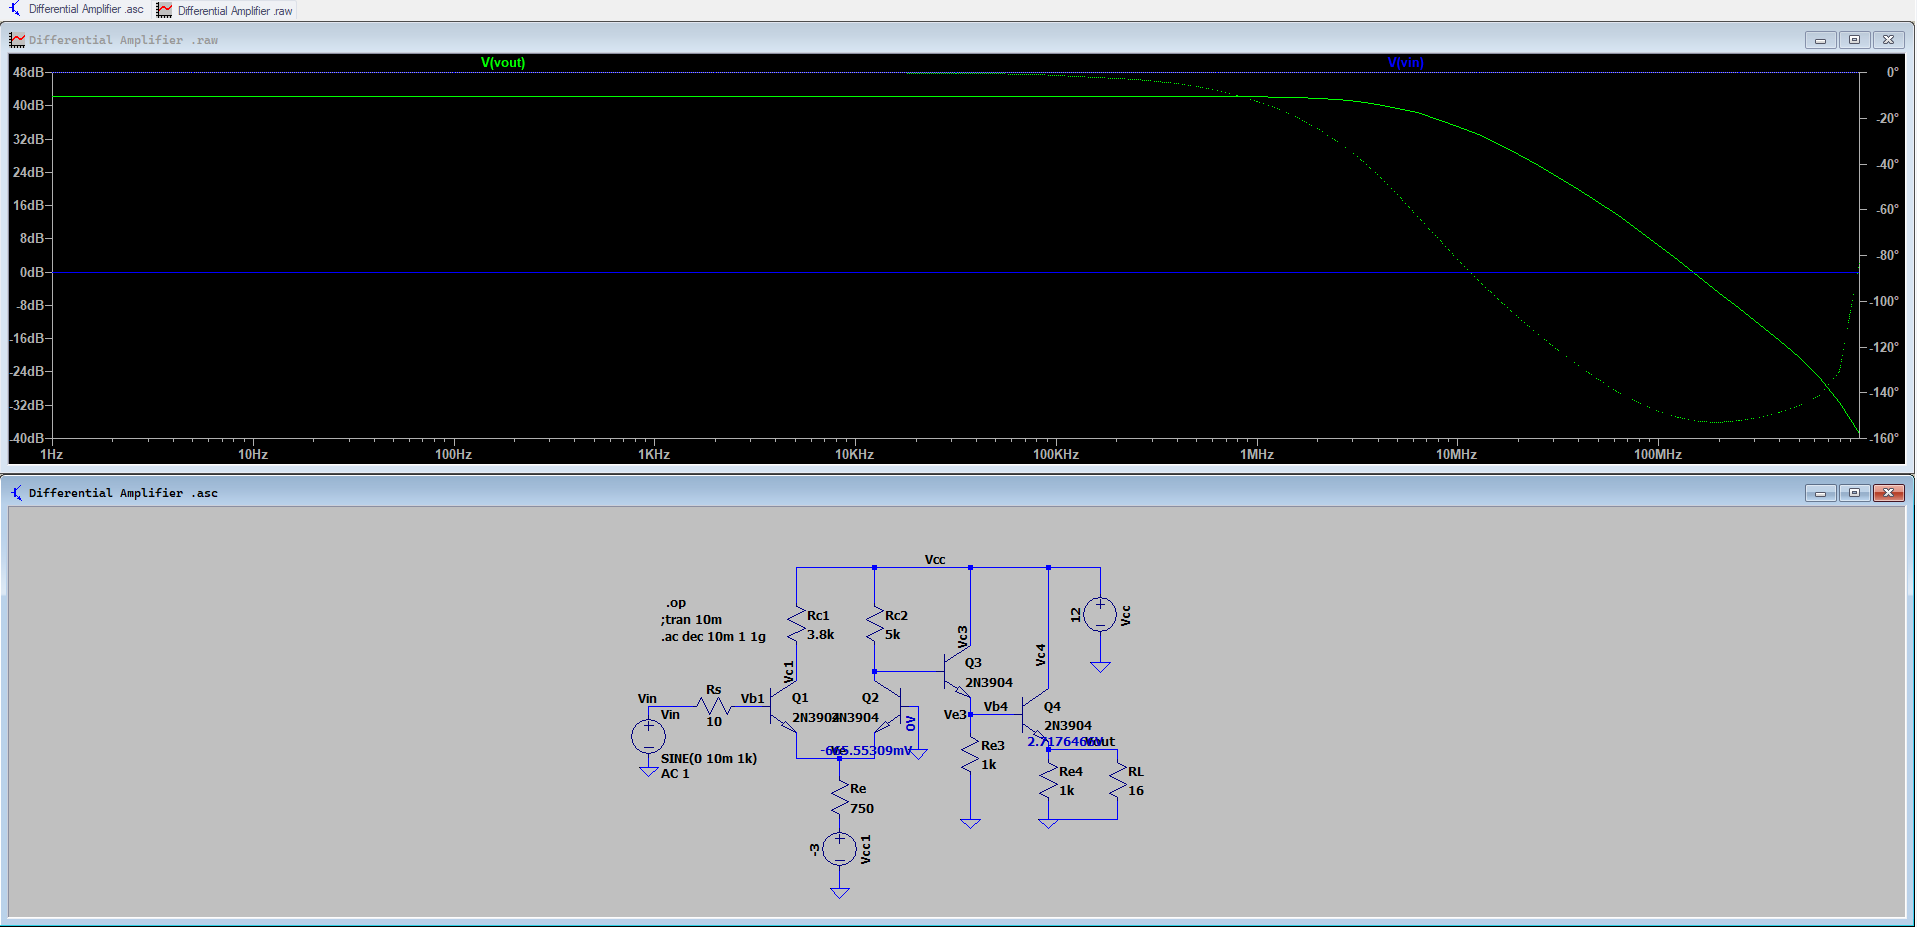 Differential Amplifier .asc
Differential Amplifier .raw
Differential Amplifier .raw
V(vout)
V(vin)
48dB
40dB
32dB
24dB
16dB
8dB
0dB
-8dB
-16dB
-24dB
-32dB
-40dB
0°
-20°
-40°
-60°
-80°
-100°
-120°
-140°
-160°
1Hz 10Hz 100Hz 1KHz 10KHz 100KHz 1MHz 10MHz 100MHz
Differential Amplifier .asc
Vcc
.op
;tran 10m
.ac dec 10m 1 1g
Rc1
3.8k
Rc2
5k
12
Vcc
Vc1
Vc3
Vc4
Q3
2N3904
Vin
Rs
10
Vb1
Q1
2N3904
Q2
2N3904
0V
Ve3
Vb4
Q4
2N3904
Vin
SINE(0 10m 1k)
AC 1
-665.55309mV
Ve
Vout
Re3
1k
Re4
1k
RL
16
Re
750
-3
Vcc1